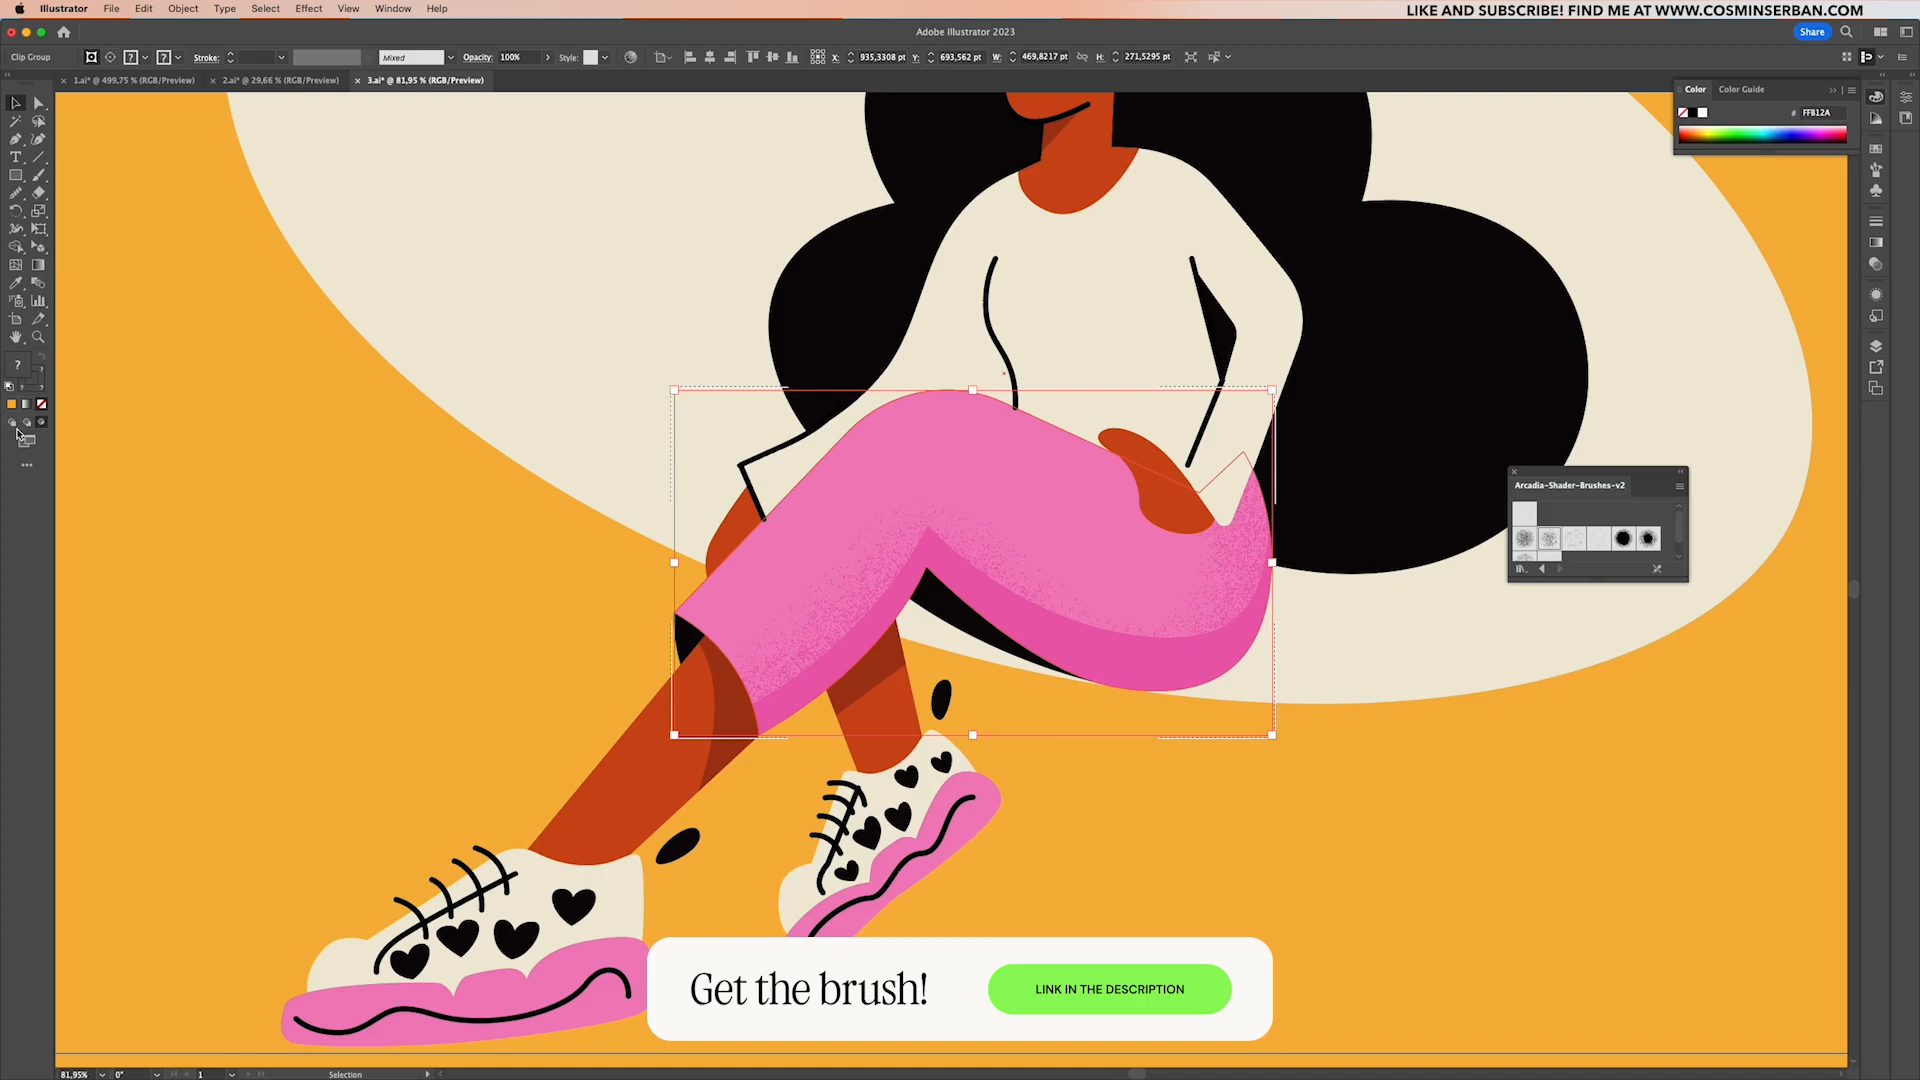 Illustrator File Edit Object Type Select Effect View Window Help
LIKE AND SUBSCRIBE! FIND ME AT WWW.COSMINSERBAN.COM
Adobe Illustrator 2023
Share
Clip Group
Stroke:
Mixed
Opacity: 100%
Style:
X: 935,3308 pt Y: 693,562 pt W: 469,8217 pt H: 271,5295 pt
1.ai* @ 499,75 % (RGB/Preview)
2.ai* @ 29,66 % (RGB/Preview)
3.ai* @ 81,95 % (RGB/Preview)
Color Color Guide
# FFB12A
Arcadia-Shader-Brushes-v2
Get the brush!
LINK IN THE DESCRIPTION
81,95% 0° 1 Selection